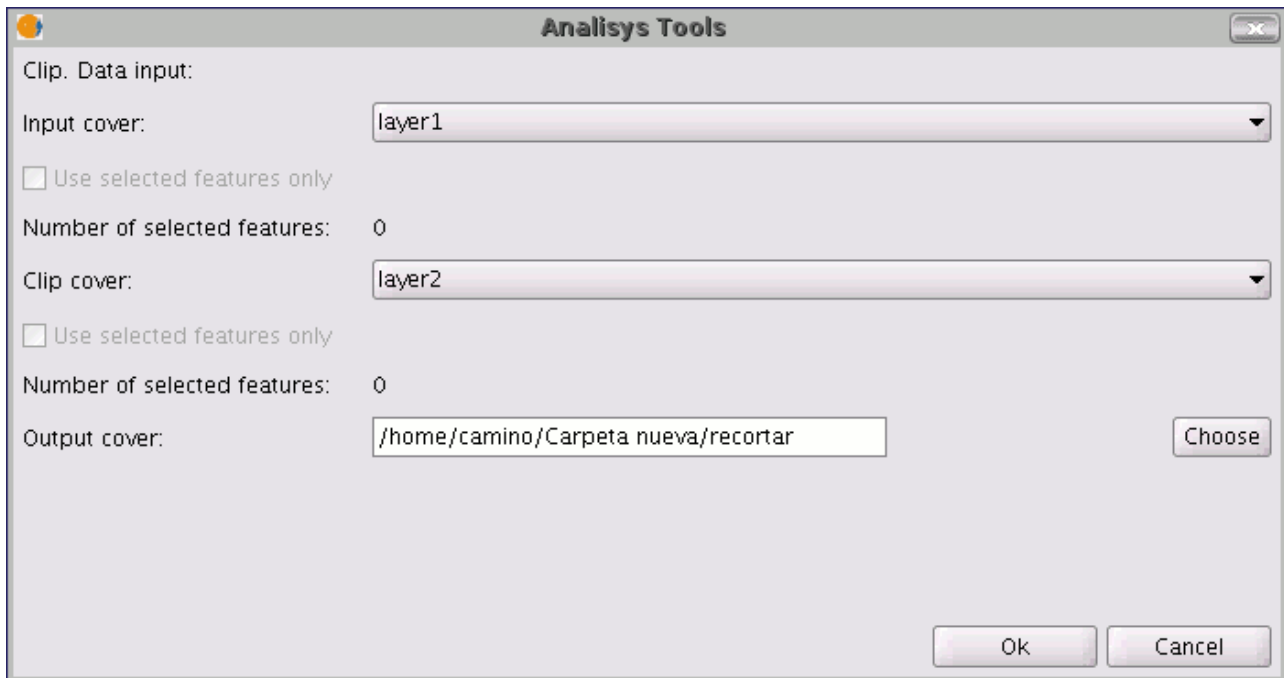 Analisys Tools
Clip. Data input:
Input cover: layer1
Use selected features only
Number of selected features: 0
Clip cover: layer2
Use selected features only
Number of selected features: 0
Output cover: /home/camino/Carpeta nueva/recortar Choose
Ok Cancel